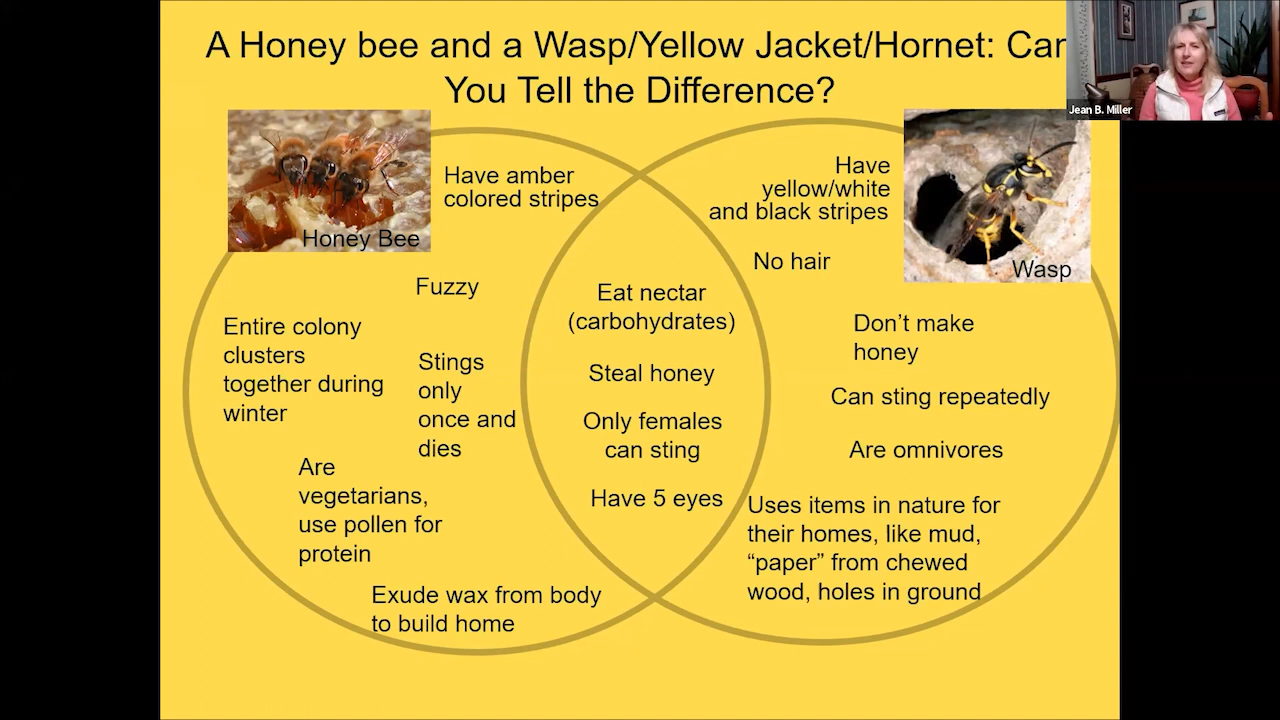 A Honey bee and a Wasp/Yellow Jacket/Hornet: Can
You Tell the Difference?
Jean B. Miller
Honey Bee
Have amber
colored stripes
Fuzzy
Entire colony
clusters
together during
winter
Stings
only
once and
dies
Are
vegetarians,
use pollen for
protein
Exude wax from body
to build home
Eat nectar
(carbohydrates)
Steal honey
Only females
can sting
Have 5 eyes
Have
yellow/white
and black stripes
Wasp
No hair
Don’t make
honey
Can sting repeatedly
Are omnivores
Uses items in nature for
their homes, like mud,
“paper” from chewed
wood, holes in ground